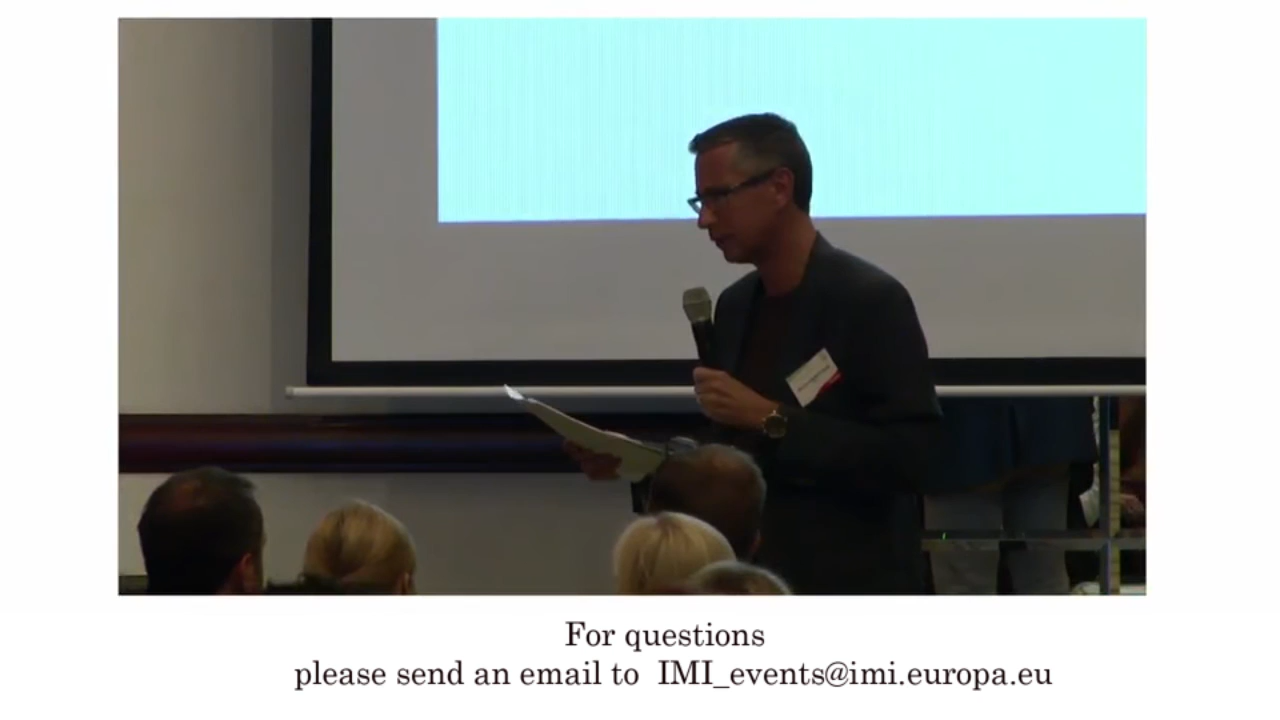 For questions
please send an email to IMI_events@imi.europa.eu